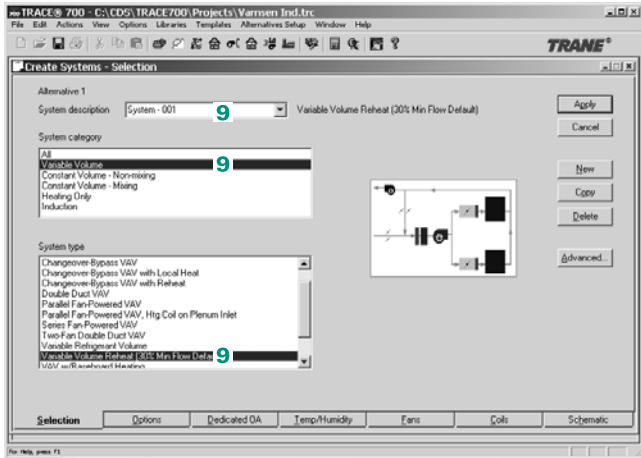 TRACE® 700 - C:\CDS\TRACE700\Projects\Varnsen Ind.trc
File Edit Actions View Options Libraries Templates Alternatives Setup Window Help
TRANE®
Create Systems - Selection
Alternative 1
System description System - 001 9 Variable Volume Reheat (30% Min Flow Default) Apply
Cancel
System category
All
Variable Volume 9 New
Constant Volume - Non-mixing
Constant Volume - Mixing Copy
Heating Only
Induction Delete
System type Advanced...
Changeover-Bypass VAV
Changeover-Bypass VAV with Local Heat
Changeover-Bypass VAV with Reheat
Double Duct VAV
Parallel Fan-Powered VAV
Parallel Fan-Powered VAV, Htg Coil on Plenum Inlet
Series Fan-Powered VAV
Two-Fan Double Duct VAV
Variable Refrigerant Volume
Variable Volume Reheat (30% Min Flow Defau 9
VAV w/Baseboard Heating
Selection Options Dedicated OA Temp/Humidity Fans Coils Schematic
For Help, press F1